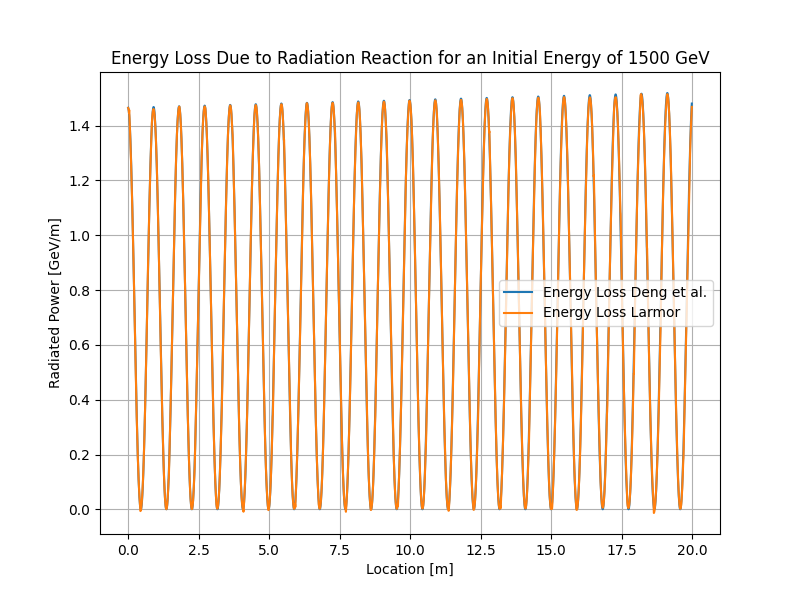 Energy Loss Due to Radiation Reaction for an Initial Energy of 1500 GeV
Radiated Power [GeV/m]
1.4
1.2
1.0
0.8
0.6
0.4
0.2
0.0
Energy Loss Deng et al.
Energy Loss Larmor
0.0 2.5 5.0 7.5 10.0 12.5 15.0 17.5 20.0
Location [m]